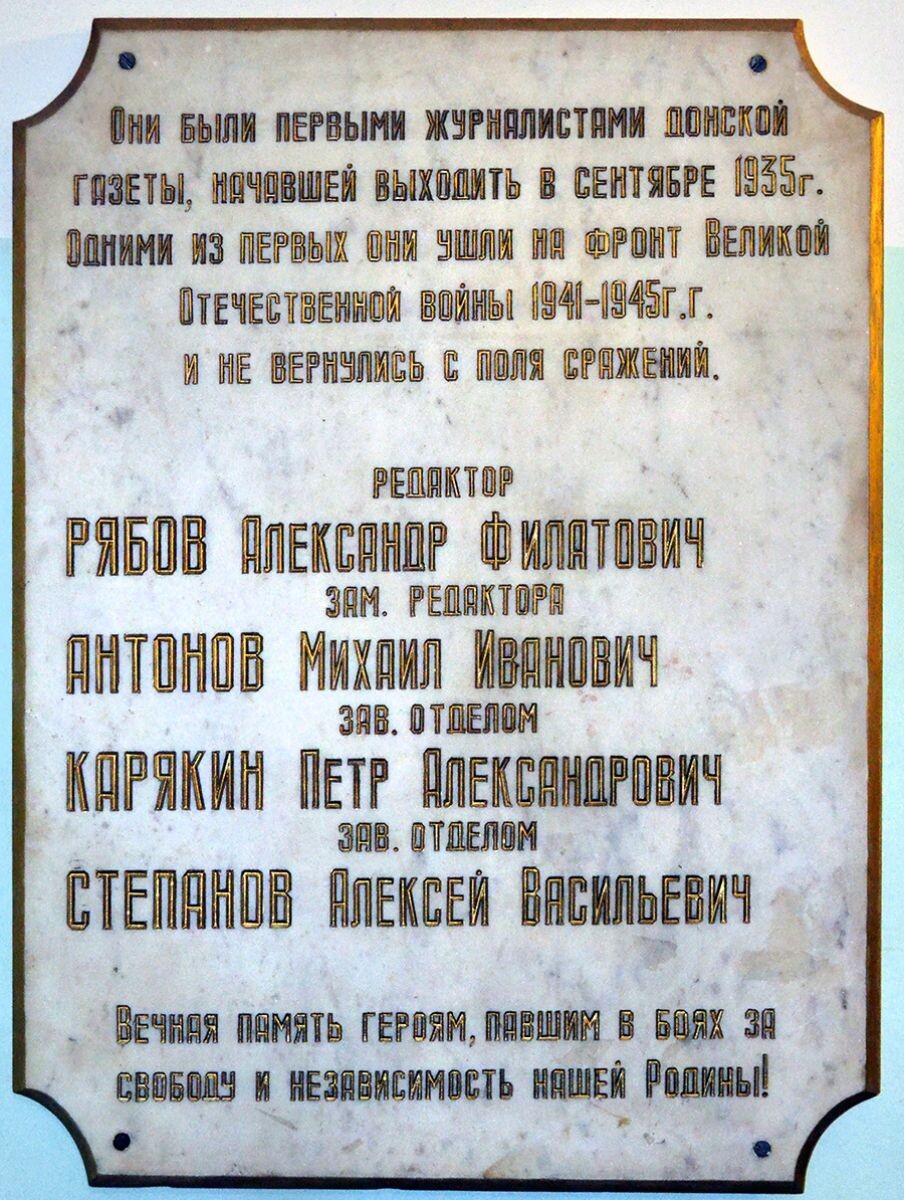 Они были первыми журналистами донской
газеты, начавшей выходить в сентябре 1935г.
Одними из первых они ушли на фронт Великой
Отечественной войны 1941-1945г.г.
и не вернулись с поля сражений.
редактор
РЯБОВ Александр Филатович
зам. редактора
АНТОНОВ Михаил Иванович
зав. отделом
КАРЯКИН Петр Александрович
зав. отделом
СТЕПАНОВ Алексей Васильевич
Вечная память героям, павшим в боях за
свободу и независимость нашей Родины!